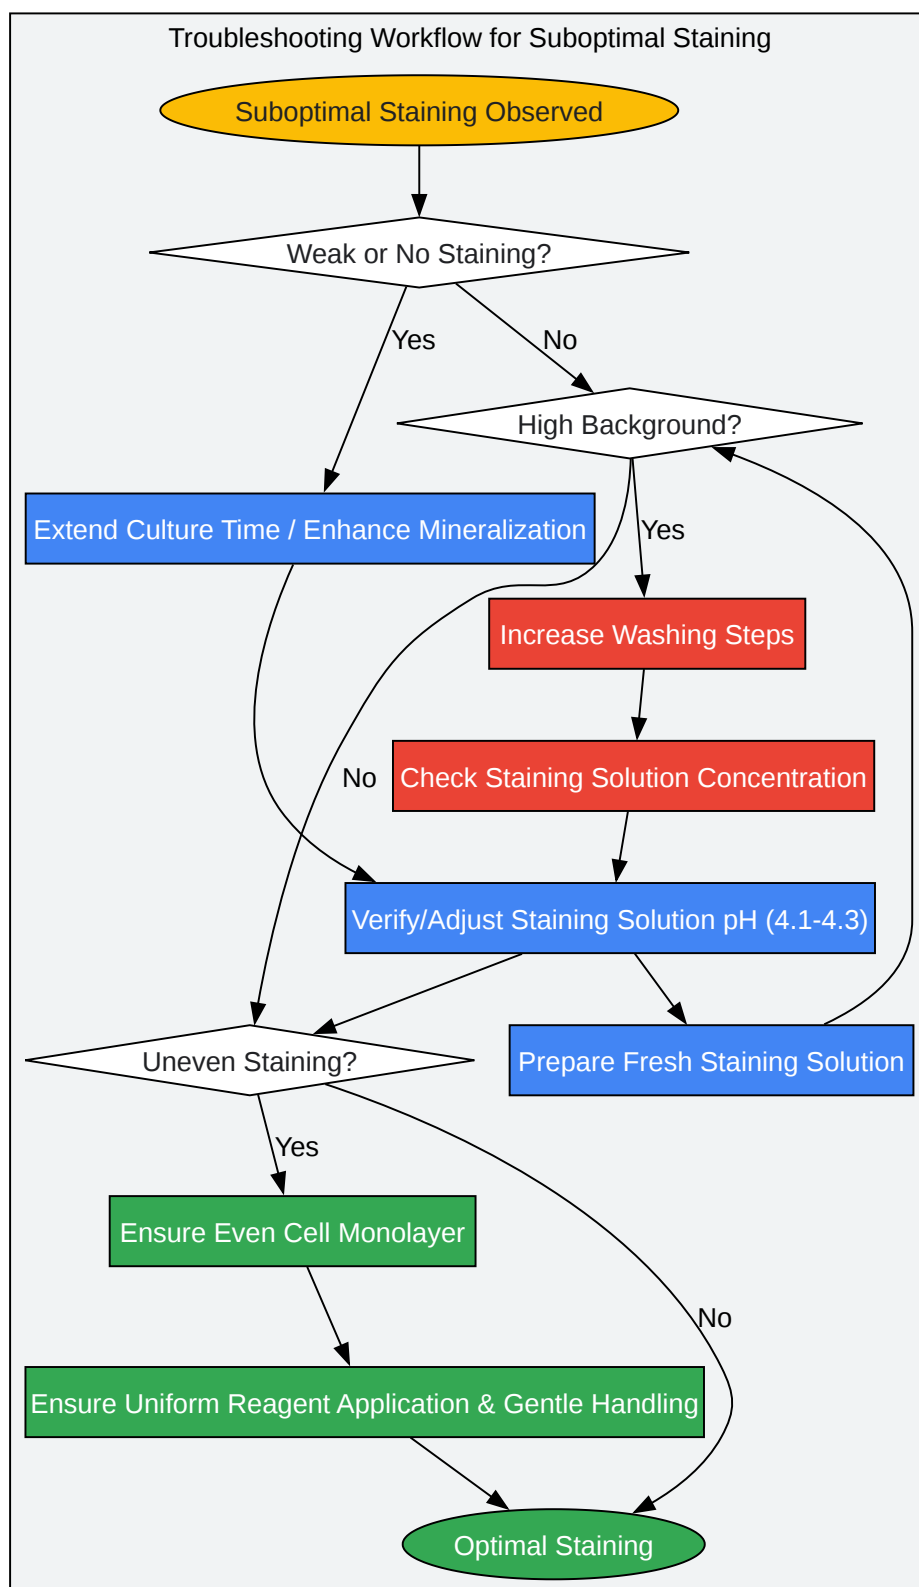 Troubleshooting Workflow for Suboptimal Staining
Suboptimal Staining Observed
Weak or No Staining?
Yes
No
High Background?
Extend Culture Time / Enhance Mineralization
Yes
Increase Washing Steps
Check Staining Solution Concentration
No
Verify/Adjust Staining Solution pH (4.1-4.3)
Uneven Staining?
Prepare Fresh Staining Solution
Yes
Ensure Even Cell Monolayer
No
Ensure Uniform Reagent Application & Gentle Handling
Optimal Staining